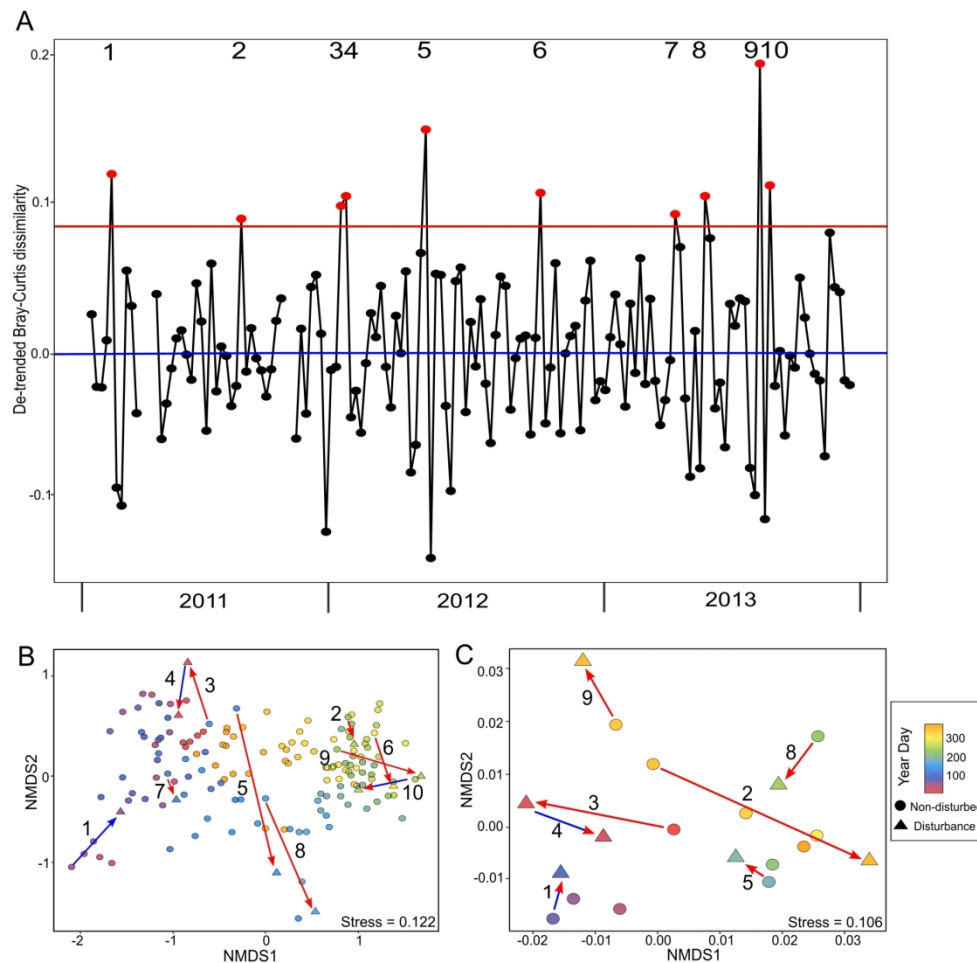 A
1 2 34 5 6 7 8 910
De-trended Bray-Curtis dissimilarity
0.2
0.1
0.0
-0.1
2011 2012 2013
B
NMDS2
1
0
-1
4 3 2 6
9
5 10
7
1 8
Stress = 0.122
-2 -1 0 1
NMDS1
C
NMDS2
0.03
0.02
0.01
0.00
-0.01
9
8
2
3
4
1 5
Stress = 0.106
-0.02 -0.01 0.00 0.01 0.02 0.03
NMDS1
Year Day
300
200
100
Non-disturbed
Disturbance